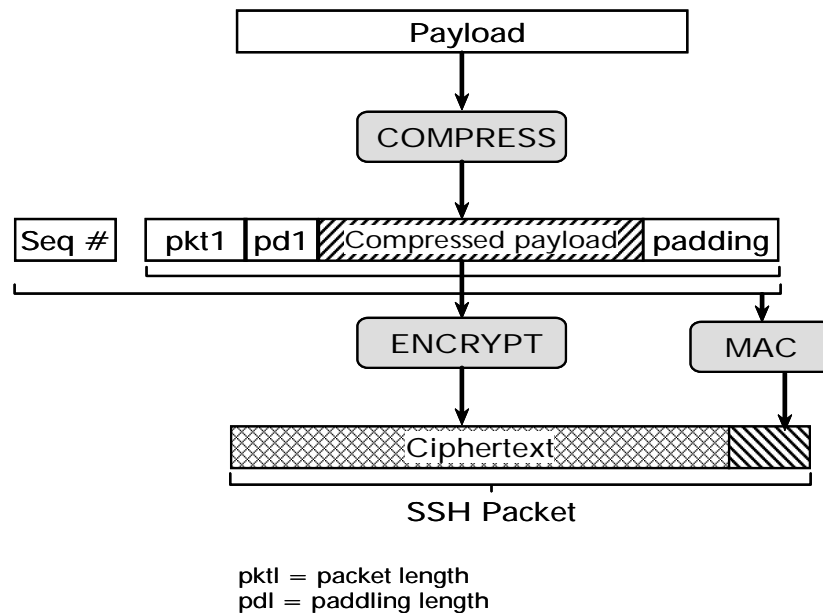 Payload
COMPRESS
Seq # pkt1 pd1 Compressed payload padding
ENCRYPT MAC
Ciphertext
SSH Packet
pktl = packet length
pdl = paddling length